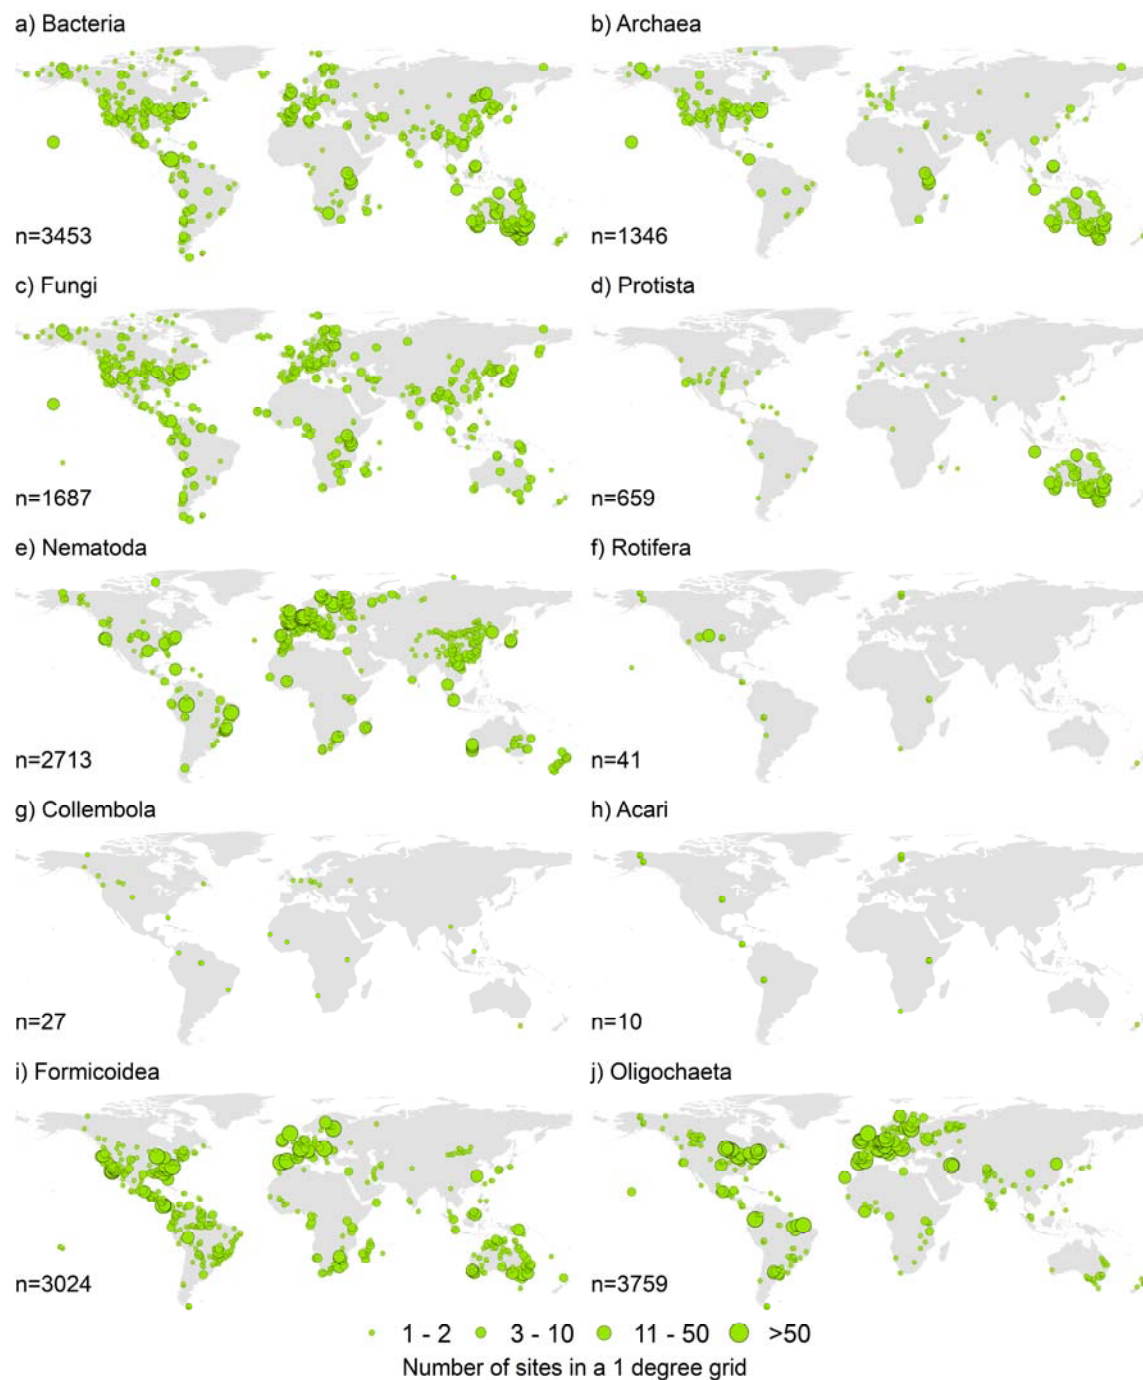 a) Bacteria
b) Archaea
n=3453
n=1346
c) Fungi
d) Protista
n=1687
n=659
e) Nematoda
f) Rotifera
n=2713
n=41
g) Collembola
h) Acari
n=27
n=10
i) Formicoidea
j) Oligochaeta
n=3024
n=3759
1 - 2 3 - 10 11 - 50 >50
Number of sites in a 1 degree grid